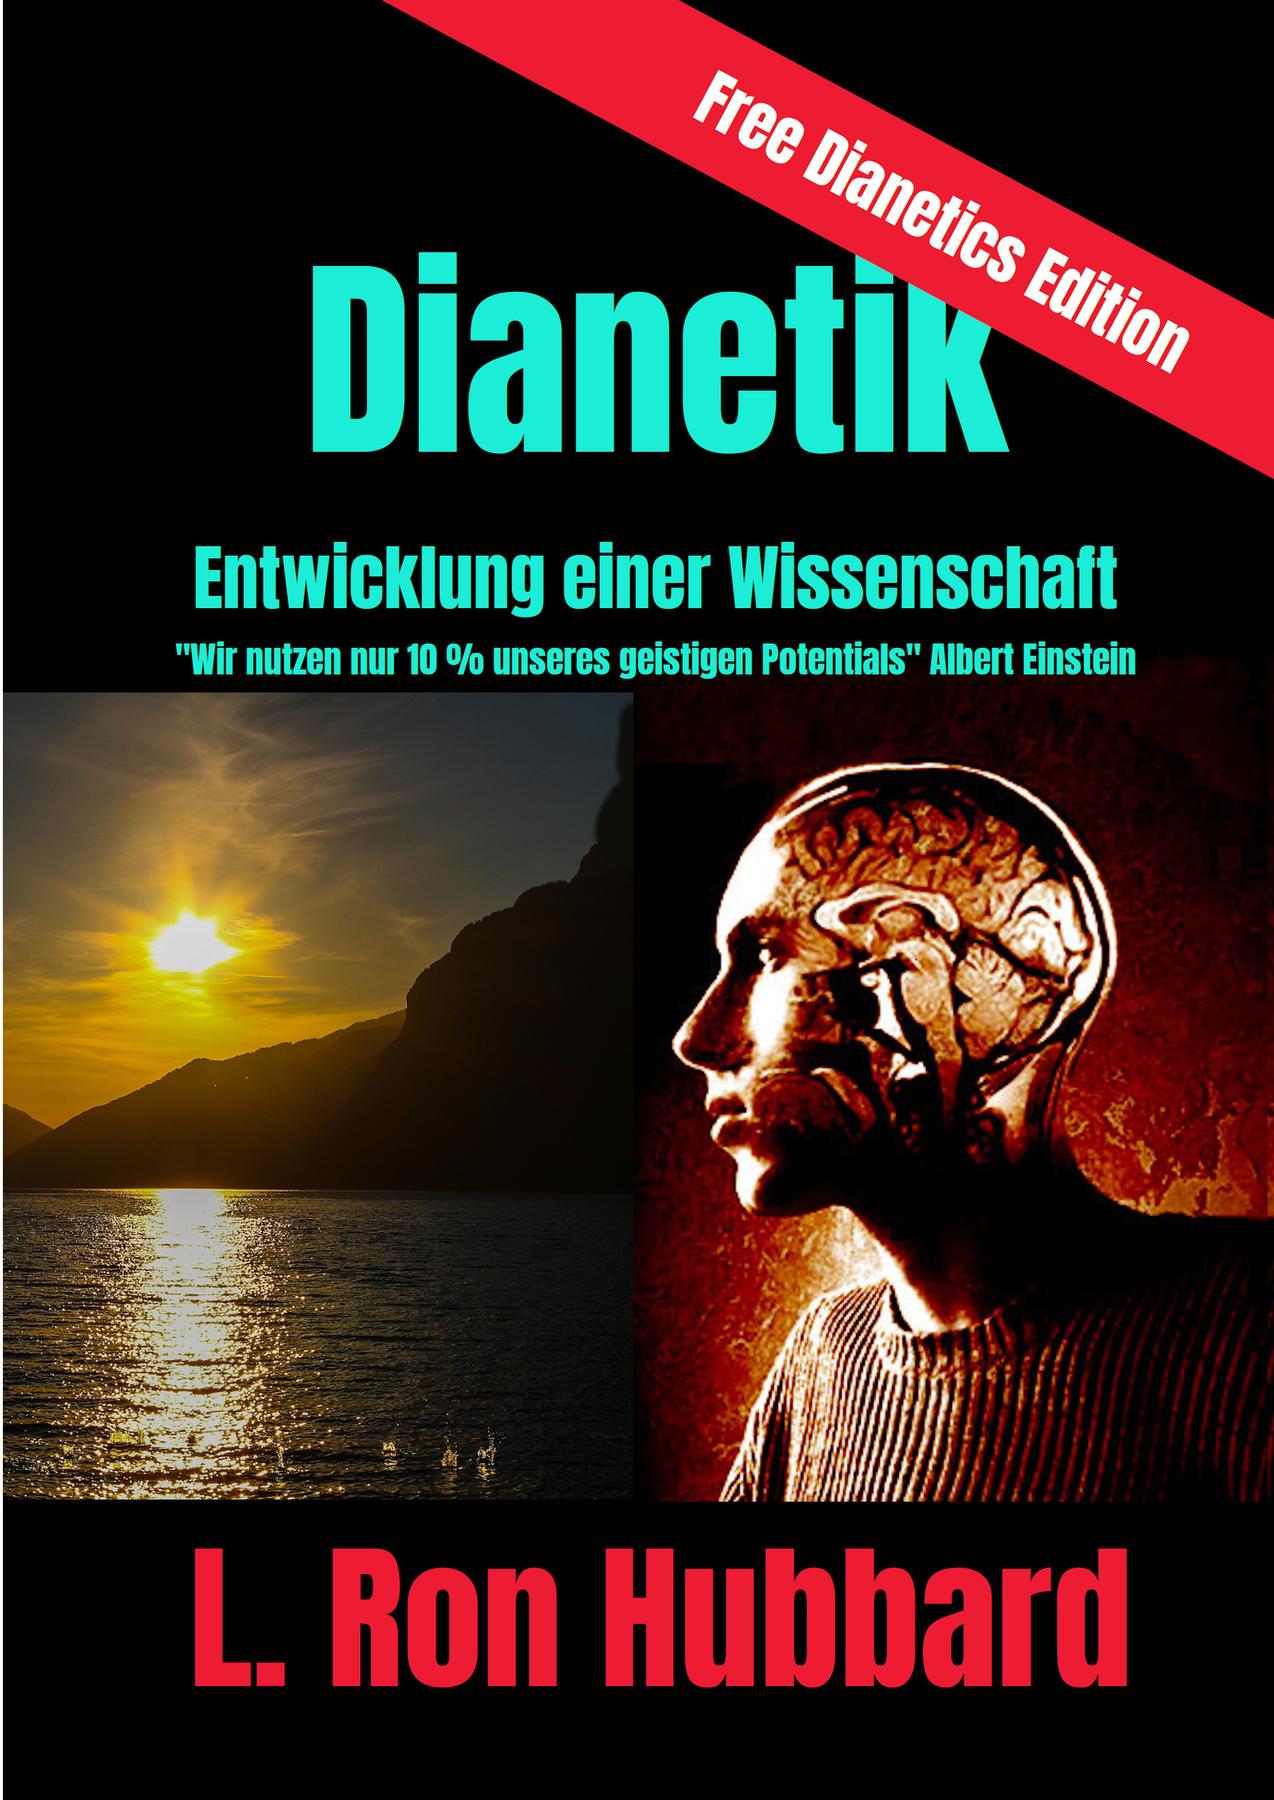 Free Dianetics Edition
Dianetik
Entwicklung einer Wissenschaft
"Wir nutzen nur 10 % unseres geistigen Potentials" Albert Einstein
L. Ron Hubbard